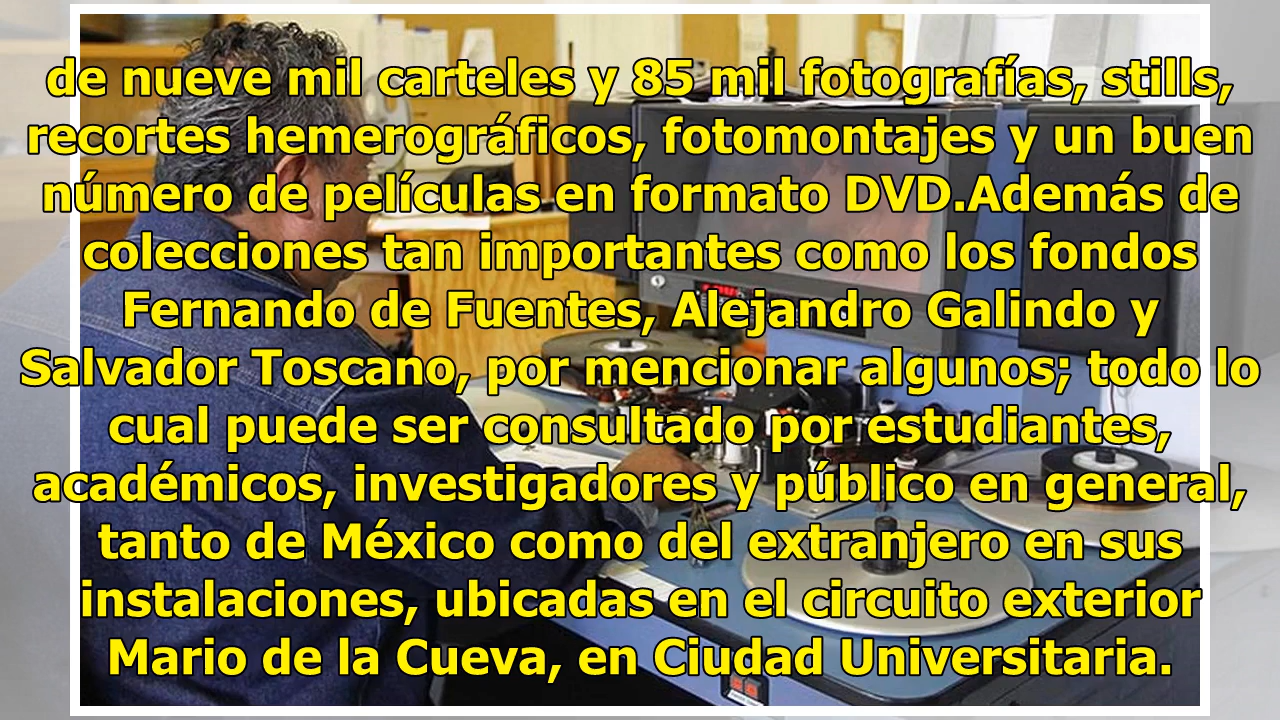 de nueve mil carteles y 85 mil fotografías, stills,
recortes hemerográficos, fotomontajes y un buen
número de películas en formato DVD.Además de
colecciones tan importantes como los fondos
Fernando de Fuentes, Alejandro Galindo y
Salvador Toscano, por mencionar algunos; todo lo
cual puede ser consultado por estudiantes,
académicos, investigadores y público en general,
tanto de México como del extranjero en sus
instalaciones, ubicadas en el circuito exterior
Mario de la Cueva, en Ciudad Universitaria.